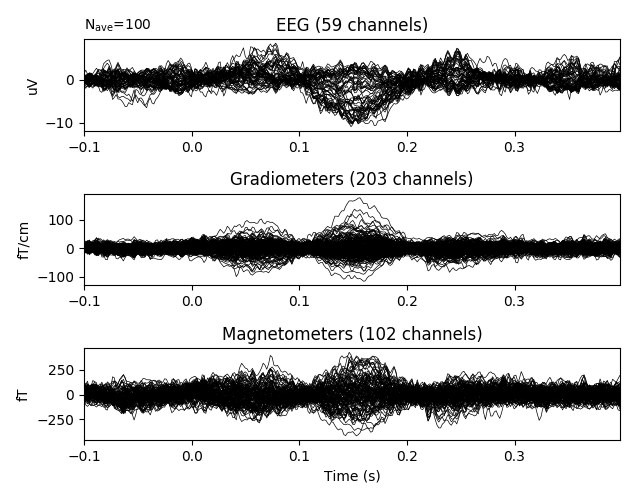 Nave=100
EEG (59 channels)
uV
0
−10
−0.1 0.0 0.1 0.2 0.3
Gradiometers (203 channels)
fT/cm
100
0
−100
−0.1 0.0 0.1 0.2 0.3
Magnetometers (102 channels)
fT
250
0
−250
−0.1 0.0 0.1 0.2 0.3
Time (s)